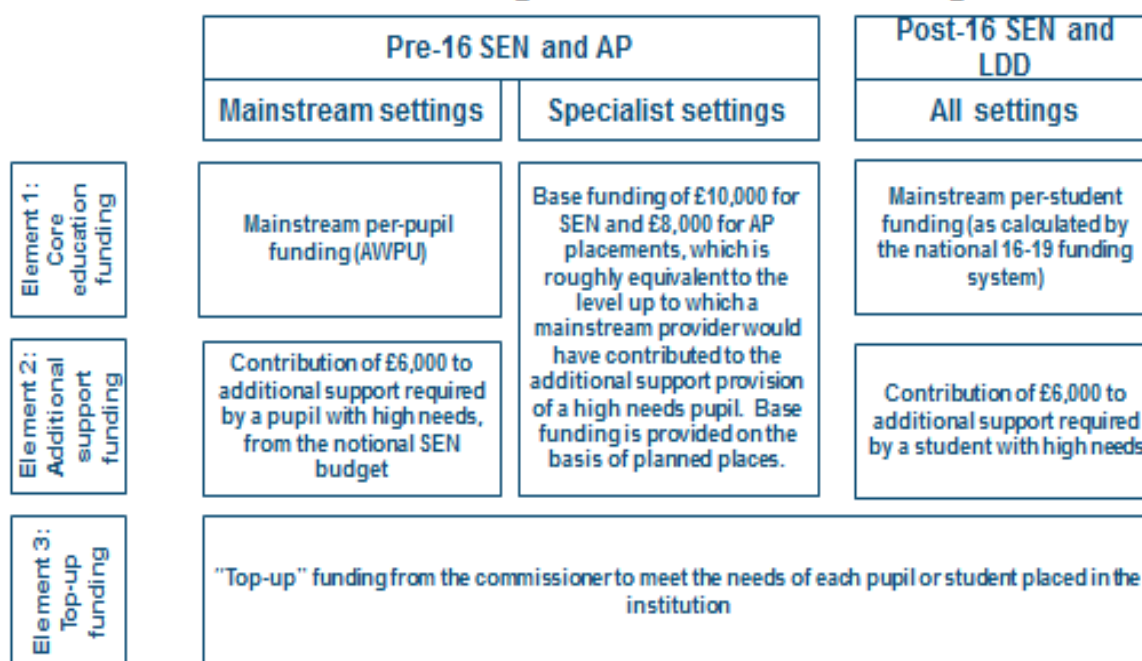 Pre-16 SEN and AP
Post-16 SEN and
LDD
Mainstream settings
Specialist settings
All settings
Element 1:
Core
education
funding
Mainstream per-pupil
funding (AWPU)
Base funding of £10,000 for
SEN and £8,000 for AP
placements, which is
roughly equivalent to the
level up to which a
mainstream provider would
have contributed to the
additional support provision
of a high needs pupil. Base
funding is provided on the
basis of planned places.
Mainstream per-student
funding (as calculated by
the national 16-19 funding
system)
Element 2:
Additional
support
funding
Contribution of £6,000 to
additional support required
by a pupil with high needs,
from the notional SEN
budget
Contribution of £6,000 to
additional support required
by a student with high needs
Element 3:
Top-up
funding
"Top-up" funding from the commissioner to meet the needs of each pupil or student placed in the
institution